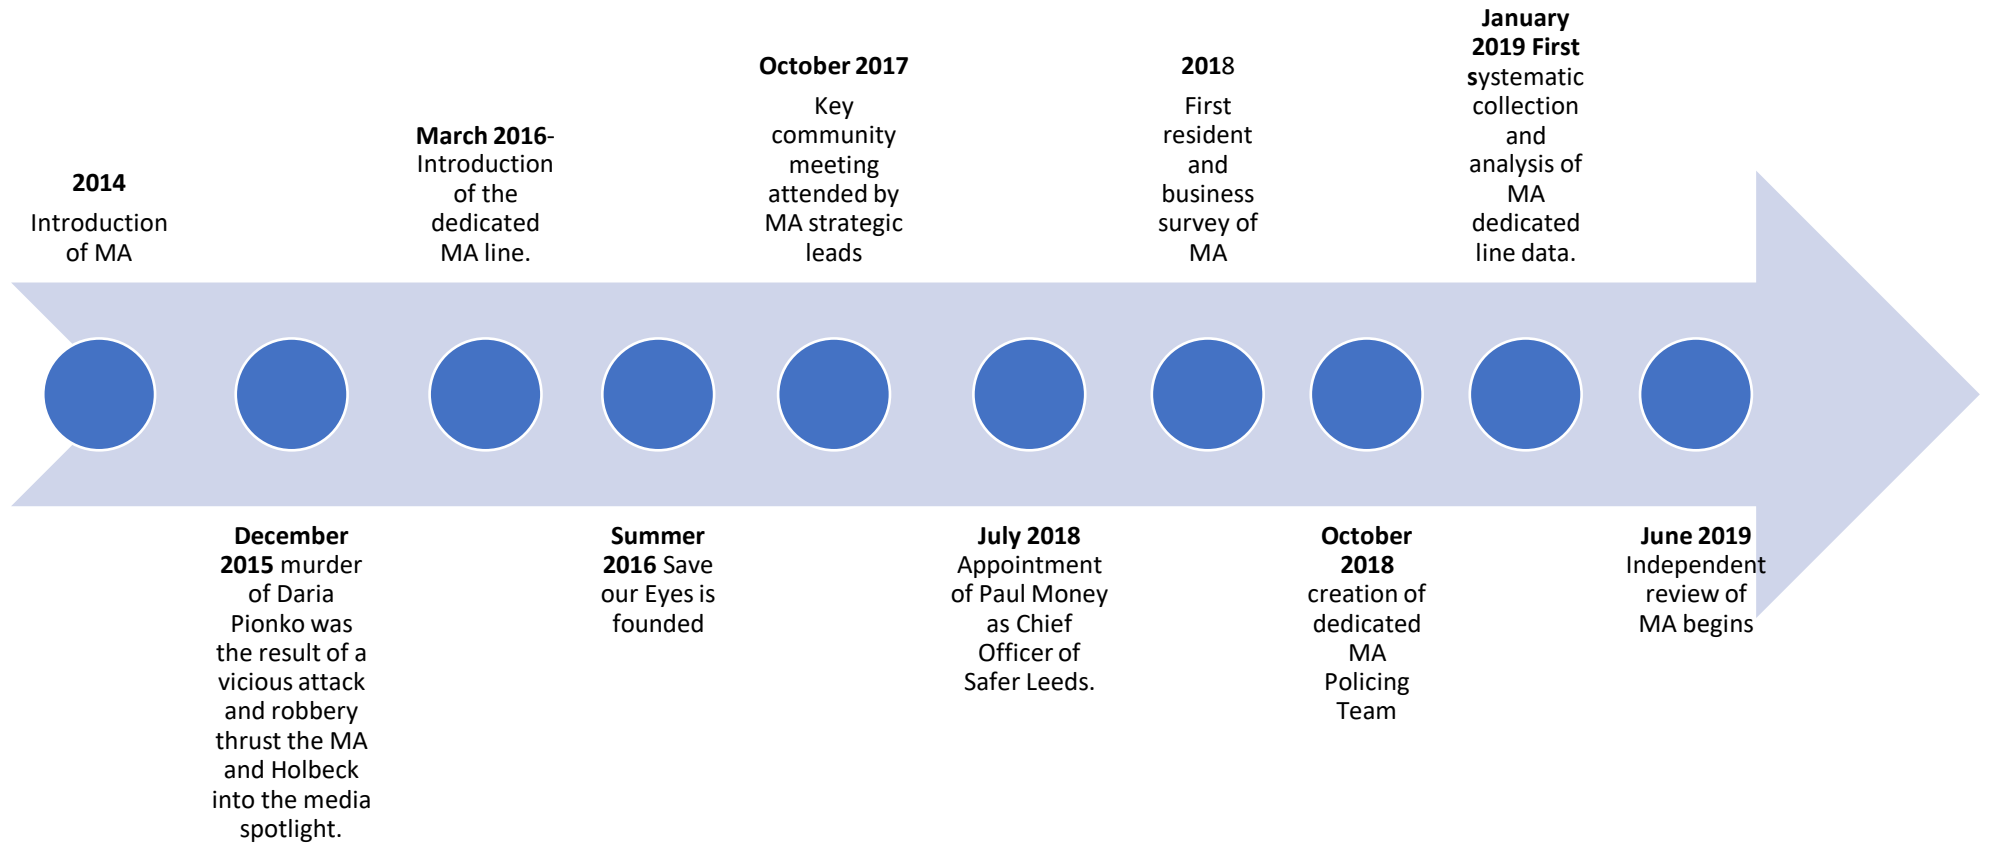 2014
Introduction
of MA
December
2015 murder
of Daria
Pionko was
the result of a
vicious attack
and robbery
thrust the MA
and Holbeck
into the media
spotlight.
March 2016-
Introduction
of the
dedicated
MA line.
Summer
2016 Save
our Eyes is
founded
October 2017
Key
community
meeting
attended by
MA strategic
leads
July 2018
Appointment
of Paul Money
as Chief
Officer of
Safer Leeds.
2018
First
resident
and
business
survey of
MA
October
2018
creation of
dedicated
MA
Policing
Team
January
2019 First
systematic
collection
and
analysis of
MA
dedicated
line data.
June 2019
Independent
review of
MA begins